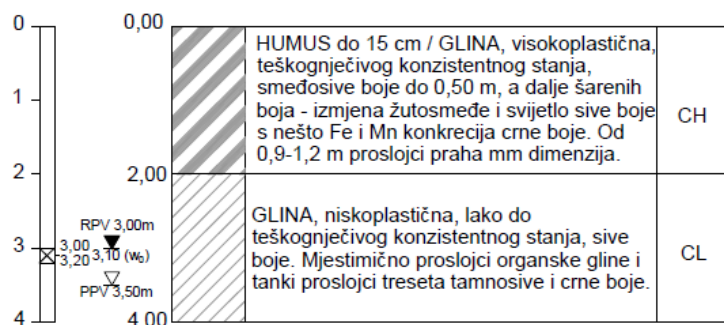 0
0,00
HUMUS do 15 cm / GLINA, visokoplastična,
teškognječivog konzistentnog stanja,
smeđosive boje do 0,50 m, a dalje šarenih
boja - izmjena žutosmeđe i svijetlo sive boje
s nešto Fe i Mn konkrecija crne boje. Od
0,9-1,2 m proslojci praha mm dimenzija.
CH
1
2
2,00
GLINA, niskoplastična, lako do
teškognječivog konzistentnog stanja, sive
boje. Mjestimično proslojci organske gline i
tanki proslojci treseta tamnosive i crne boje.
CL
RPV 3,00m
3
3,00
3,20
3,10 (w₀)
PPV 3,50m
4
4,00